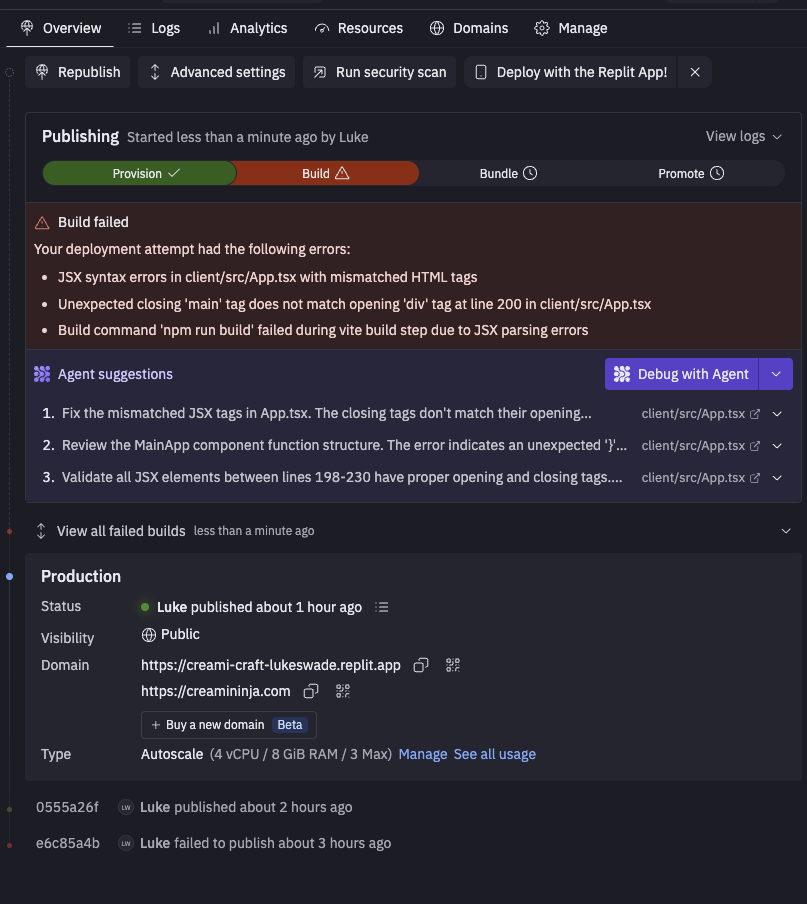 Overview Logs Analytics Resources Domains Manage
Republish Advanced settings Run security scan Deploy with the Replit App!
Publishing Started less than a minute ago by Luke View logs
Provision Build Bundle Promote
Build failed
Your deployment attempt had the following errors:
• JSX syntax errors in client/src/App.tsx with mismatched HTML tags
• Unexpected closing 'main' tag does not match opening 'div' tag at line 200 in client/src/App.tsx
• Build command 'npm run build' failed during vite build step due to JSX parsing errors
Agent suggestions Debug with Agent
1. Fix the mismatched JSX tags in App.tsx. The closing tags don't match their opening... client/src/App.tsx
2. Review the MainApp component function structure. The error indicates an unexpected '}'... client/src/App.tsx
3. Validate all JSX elements between lines 198-230 have proper opening and closing tags.... client/src/App.tsx
View all failed builds less than a minute ago
Production
Status Luke published about 1 hour ago
Visibility Public
Domain https://creami-craft-lukeswade.replit.app
https://creamininja.com
+ Buy a new domain Beta
Type Autoscale (4 vCPU / 8 GiB RAM / 3 Max) Manage See all usage
0555a26f LW Luke published about 2 hours ago
e6c85a4b LW Luke failed to publish about 3 hours ago